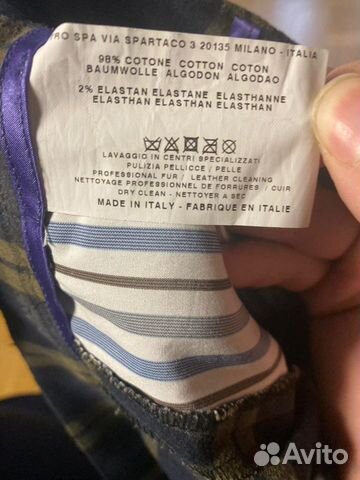 RO SPA VIA SPARTACO 3 20135 MILANO - ITALIA
98% COTONE COTTON COTON
BAUMWOLLE ALGODON ALGODAO
2% ELASTAN ELASTANE ELASTHANNE
ELASTHAN ELASTHAN ELASTHAN
LAVAGGIO IN CENTRI SPECIALIZZATI
PULIZIA PELLICCE / PELLE
PROFESSIONAL FUR / LEATHER CLEANING
NETTOYAGE PROFESSIONNEL DE FORRURES / CUIR
DRY CLEAN - NETTOYER A SEC
MADE IN ITALY - FABRIQUE EN ITALIE
Avito